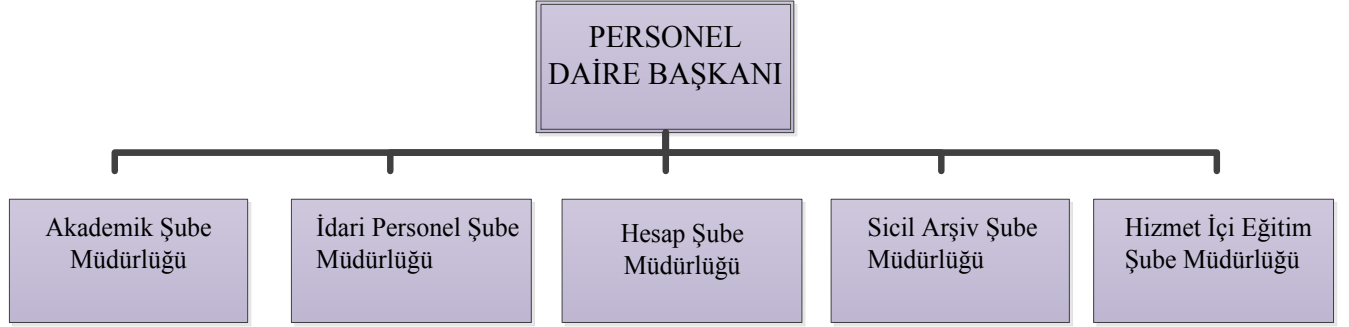 PERSONEL
DAİRE BAŞKANI
Akademik Şube
Müdürlüğü
İdari Personel Şube
Müdürlüğü
Hesap Şube
Müdürlüğü
Sicil Arşiv Şube
Müdürlüğü
Hizmet İçi Eğitim
Şube Müdürlüğü